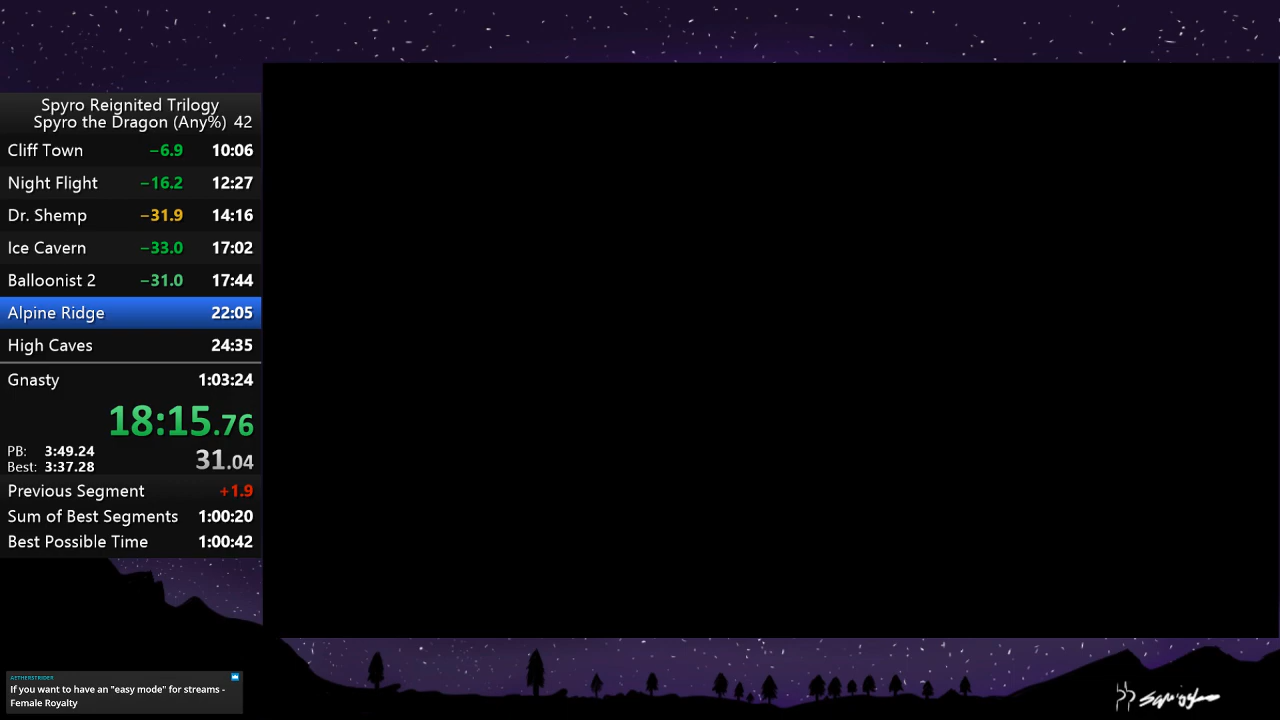 Spyro Reignited Trilogy
Spyro the Dragon (Any%) 42
Cliff Town −6.9 10:06
Night Flight −16.2 12:27
Dr. Shemp −31.9 14:16
Ice Cavern −33.0 17:02
Balloonist 2 −31.0 17:44
Alpine Ridge 22:05
High Caves 24:35
Gnasty 1:03:24
18:15.76
PB: 3:49.24
Best: 3:37.28
31.04
Previous Segment +1.9
Sum of Best Segments 1:00:20
Best Possible Time 1:00:42
AETHERSTRIDER
If you want to have an "easy mode" for streams -
Female Royalty